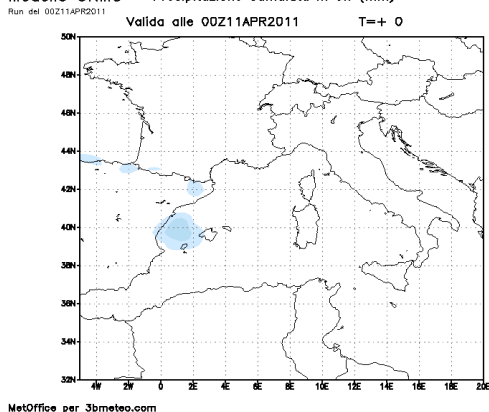 Run del 00Z11APR2011
Valida alle 00Z11APR2011 T=+ 0
50N
48N
46N
44N
42N
40N
38N
36N
34N
32N
4W 2W 0 2E 4E 6E 8E 10E 12E 14E 16E 18E 20E
MetOffice per 3bmeteo.com